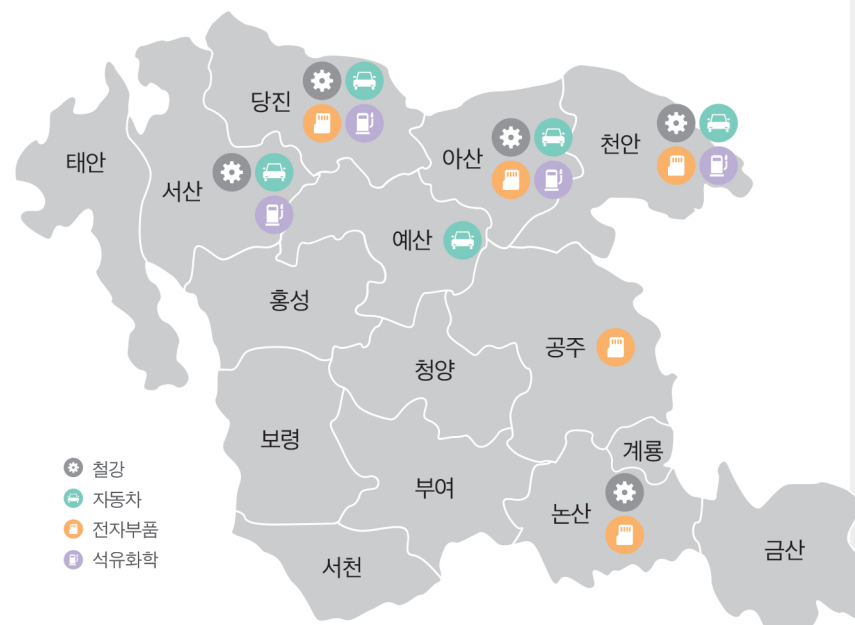 당진
태안
아산
천안
서산
예산
홍성
공주
청양
보령
계룡
부여
논산
서천
금산
철강
자동차
전자부품
석유화학